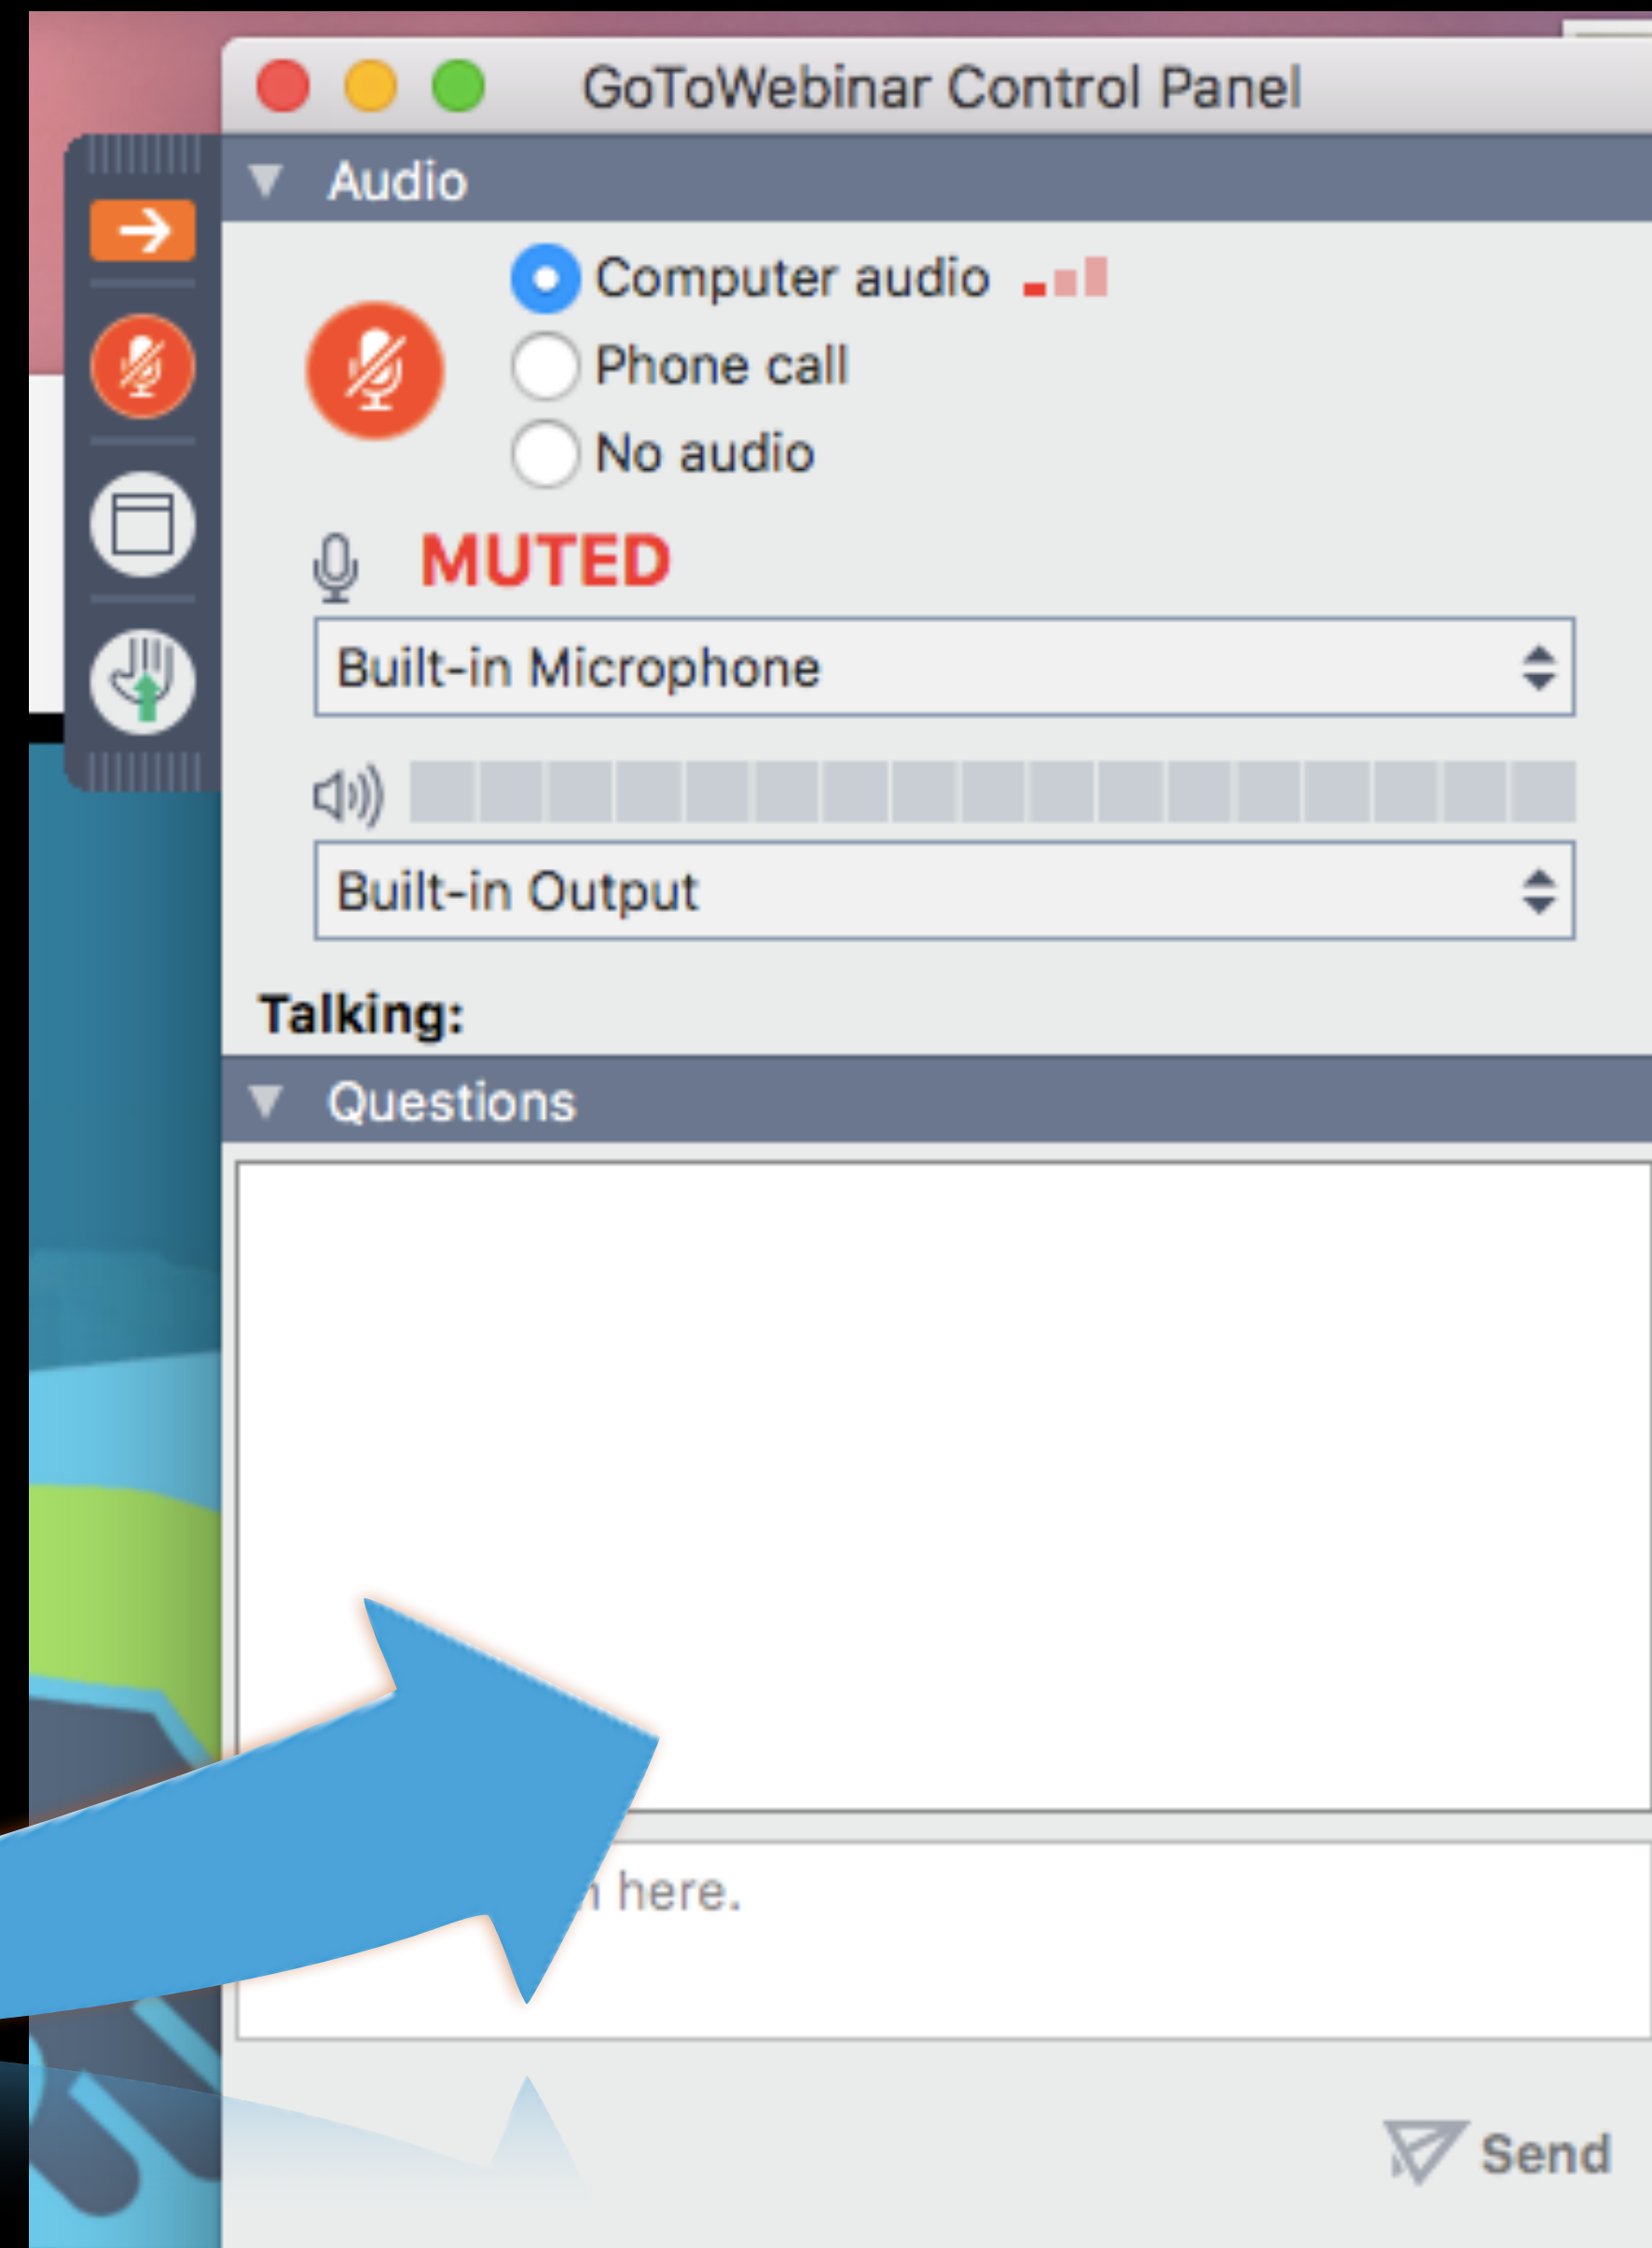 GoToWebinar Control Panel
Audio
Computer audio
Phone call
No audio
MUTED
Built-in Microphone
Built-in Output
Talking:
Questions
here.
Send